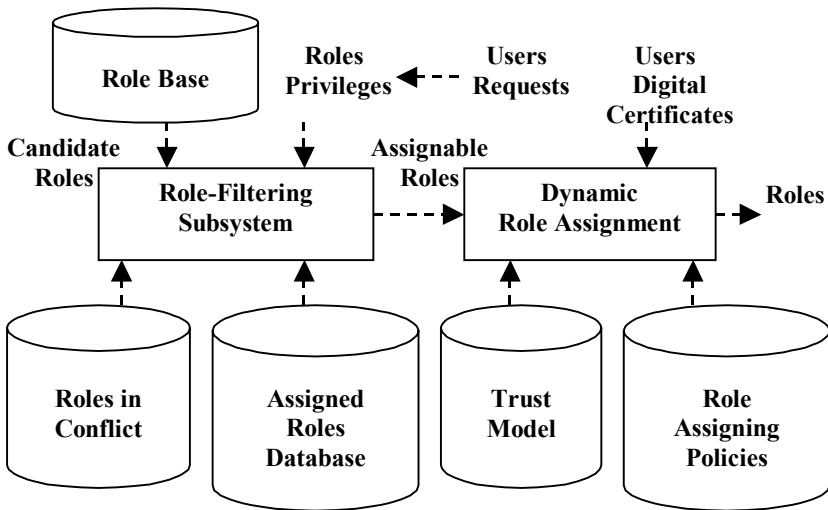 Role Base
Roles
Privileges
Users
Requests
Users
Digital
Certificates
Candidate
Roles
Role-Filtering
Subsystem
Assignable
Roles
Dynamic
Role Assignment
Roles
Roles in
Conflict
Assigned
Roles
Database
Trust
Model
Role
Assigning
Policies